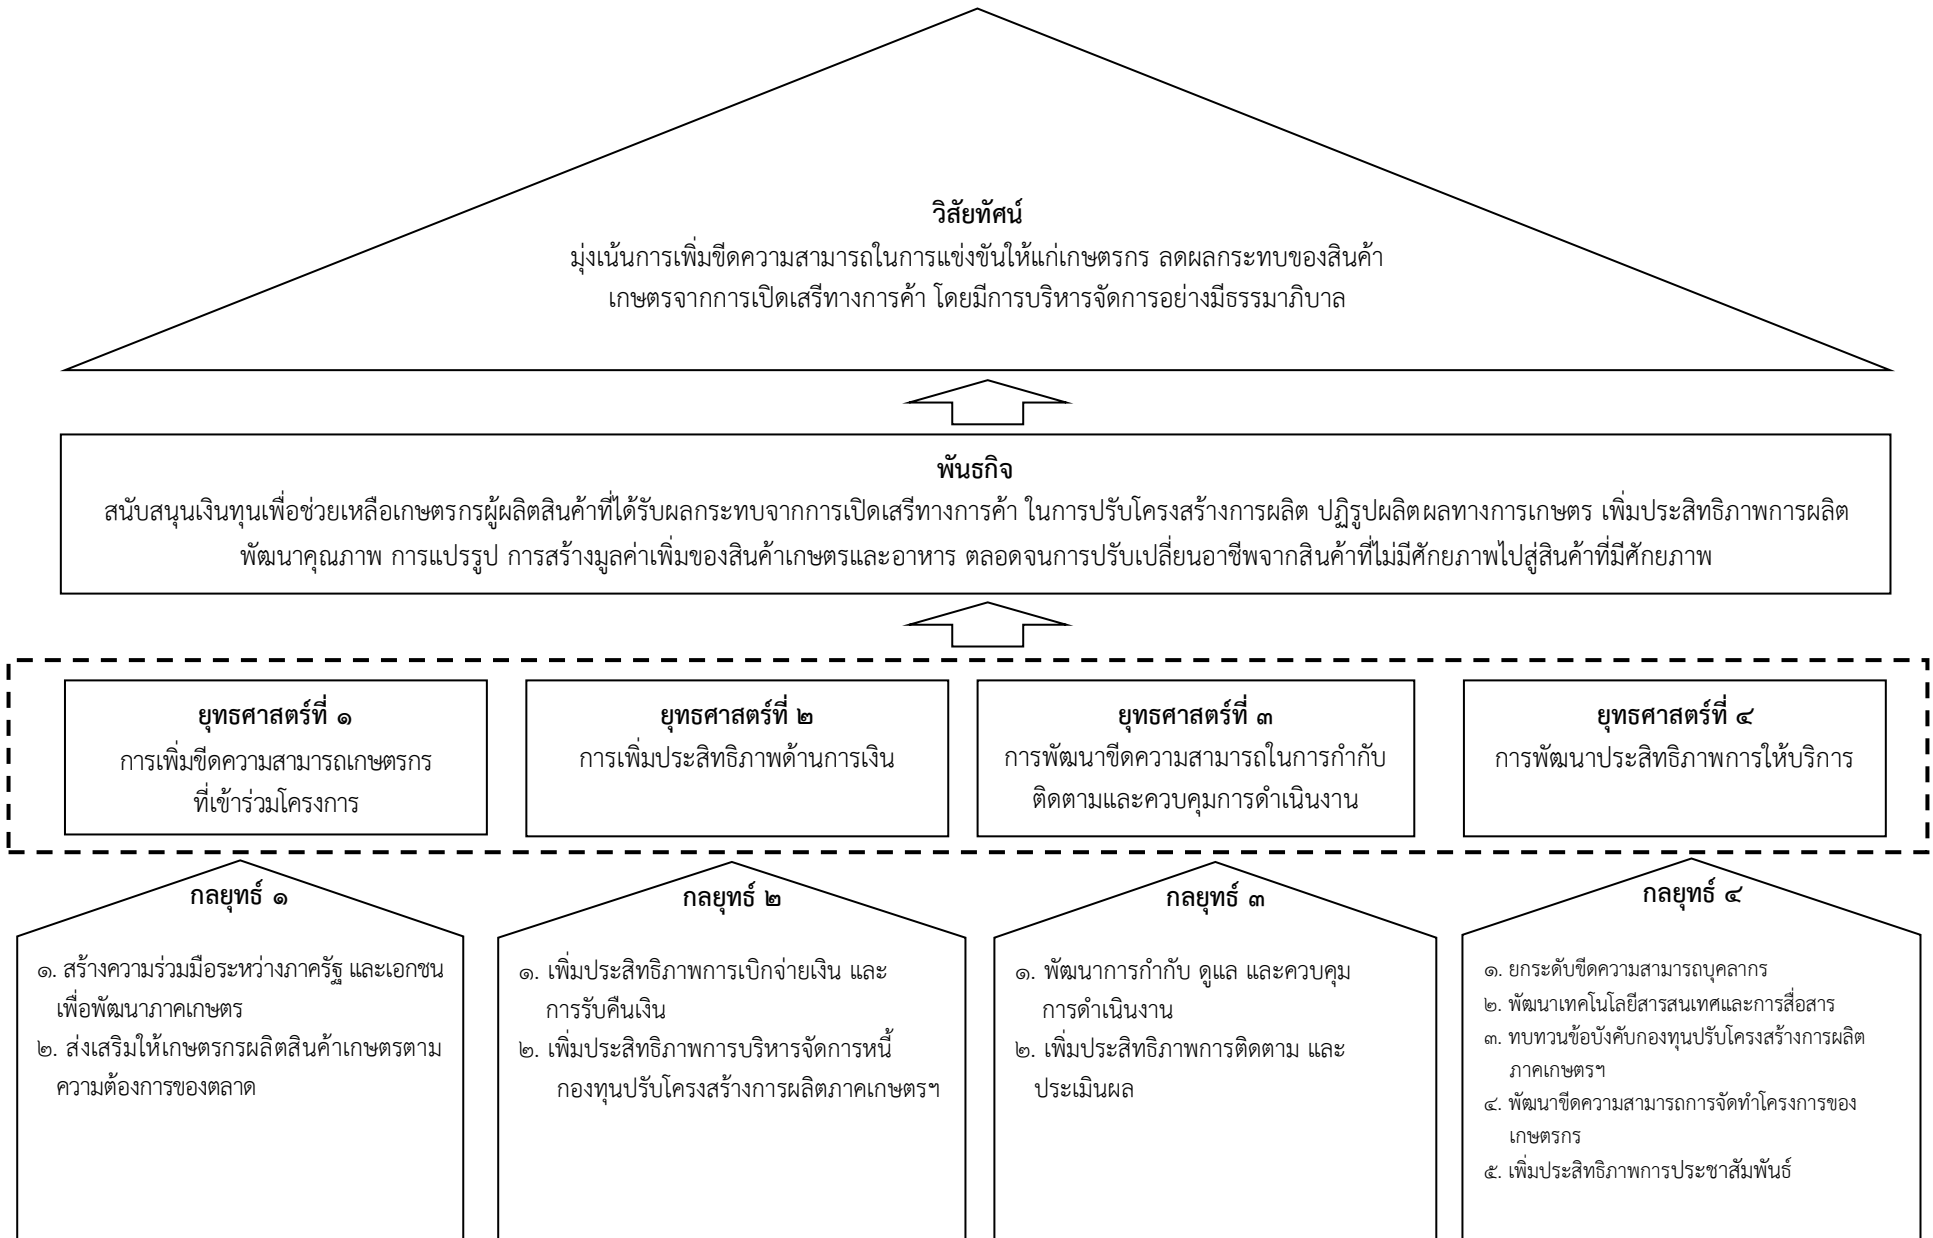 วิสัยทัศน์
มุ่งเน้นการเพิ่มขีดความสามารถในการแข่งขันให้แก่เกษตรกร ลดผลกระทบของสินค้า
เกษตรจากการเปิดเสรีทางการค้า โดยมีการบริหารจัดการอย่างมีธรรมาภิบาล
พันธกิจ
สนับสนุนเงินทุนเพื่อช่วยเหลือเกษตรกรผู้ผลิตสินค้าที่ได้รับผลกระทบจากการเปิดเสรีทางการค้า ในการปรับโครงสร้างการผลิต ปฏิรูปผลิตผลทางการเกษตร เพิ่มประสิทธิภาพการผลิต
พัฒนาคุณภาพ การแปรรูป การสร้างมูลค่าเพิ่มของสินค้าเกษตรและอาหาร ตลอดจนการปรับเปลี่ยนอาชีพจากสินค้าที่ไม่มีศักยภาพไปสู่สินค้าที่มีศักยภาพ
ยุทธศาสตร์ที่ ๑
การเพิ่มขีดความสามารถเกษตรกร
ที่เข้าร่วมโครงการ
ยุทธศาสตร์ที่ ๒
การเพิ่มประสิทธิภาพด้านการเงิน
ยุทธศาสตร์ที่ ๓
การพัฒนาขีดความสามารถในการกำกับ
ติดตามและควบคุมการดำเนินงาน
ยุทธศาสตร์ที่ ๔
การพัฒนาประสิทธิภาพการให้บริการ
กลยุทธ์ ๑
๑. สร้างความร่วมมือระหว่างภาครัฐ และเอกชน
เพื่อพัฒนาภาคเกษตร
๒. ส่งเสริมให้เกษตรกรผลิตสินค้าเกษตรตาม
ความต้องการของตลาด
กลยุทธ์ ๒
๑. เพิ่มประสิทธิภาพการเบิกจ่ายเงิน และ
การรับคืนเงิน
๒. เพิ่มประสิทธิภาพการบริหารจัดการหนี้
กองทุนปรับโครงสร้างการผลิตภาคเกษตรฯ
กลยุทธ์ ๓
๑. พัฒนาการกำกับ ดูแล และควบคุม
การดำเนินงาน
๒. เพิ่มประสิทธิภาพการติดตาม และ
ประเมินผล
กลยุทธ์ ๔
๑. ยกระดับขีดความสามารถบุคลากร
๒. พัฒนาเทคโนโลยีสารสนเทศและการสื่อสาร
๓. ทบทวนข้อบังคับกองทุนปรับโครงสร้างการผลิต
ภาคเกษตรฯ
๔. พัฒนาขีดความสามารถการจัดทำโครงการของ
เกษตรกร
๕. เพิ่มประสิทธิภาพการประชาสัมพันธ์